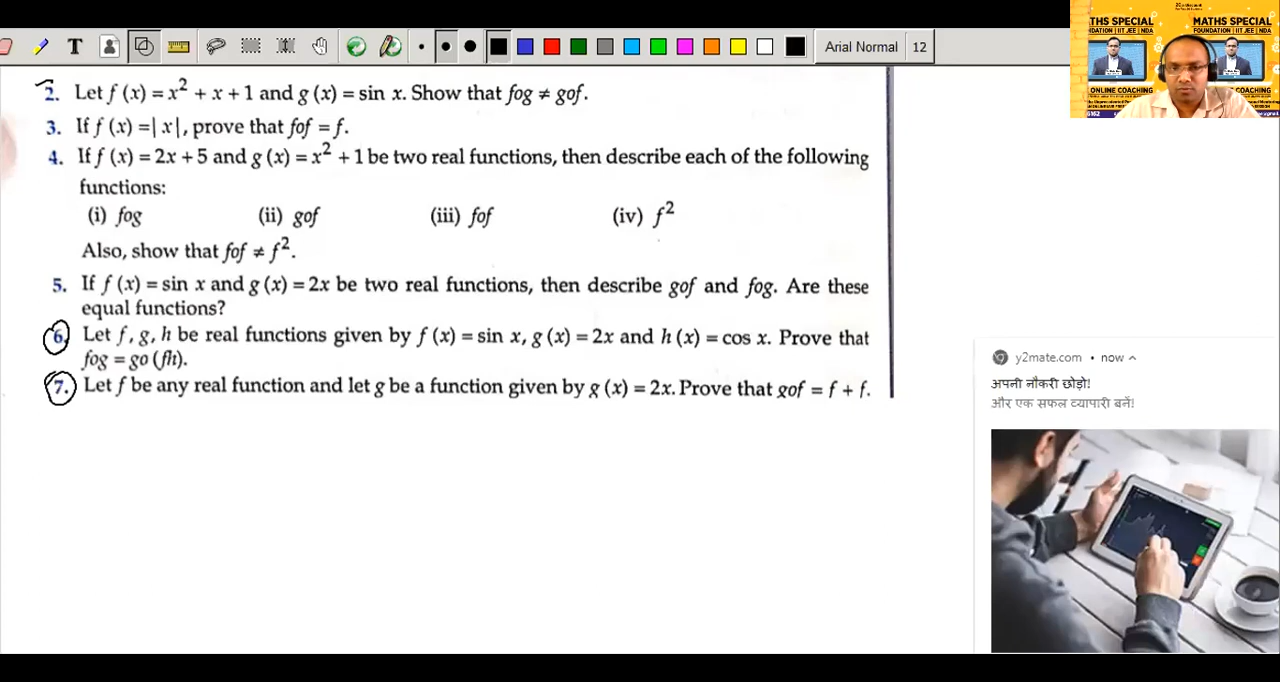 T
Arial Normal
12
2. Let f (x) = x² + x + 1 and g (x) = sin x. Show that fog ≠ gof.
3. If f (x) =| x|, prove that fof = f.
4. If f (x) = 2x + 5 and g (x) = x² + 1 be two real functions, then describe each of the following
functions:
(i) fog (ii) gof (iii) fof (iv) f²
Also, show that fof ≠ f².
5. If f (x) = sin x and g (x) = 2x be two real functions, then describe gof and fog. Are these
equal functions?
6. Let f, g, h be real functions given by f (x) = sin x, g (x) = 2x and h (x) = cos x. Prove that
fog = go (fh).
7. Let f be any real function and let g be a function given by g (x) = 2x. Prove that gof = f + f.
THS SPECIAL
MATHS SPECIAL
DATION | IIT JEE | NDA
FOUNDATION | IIT JEE | NDA
ONLINE COACHING
y2mate.com • now
अपनी नौकरी छोड़ो!
और एक सफल व्यापारी बनें!